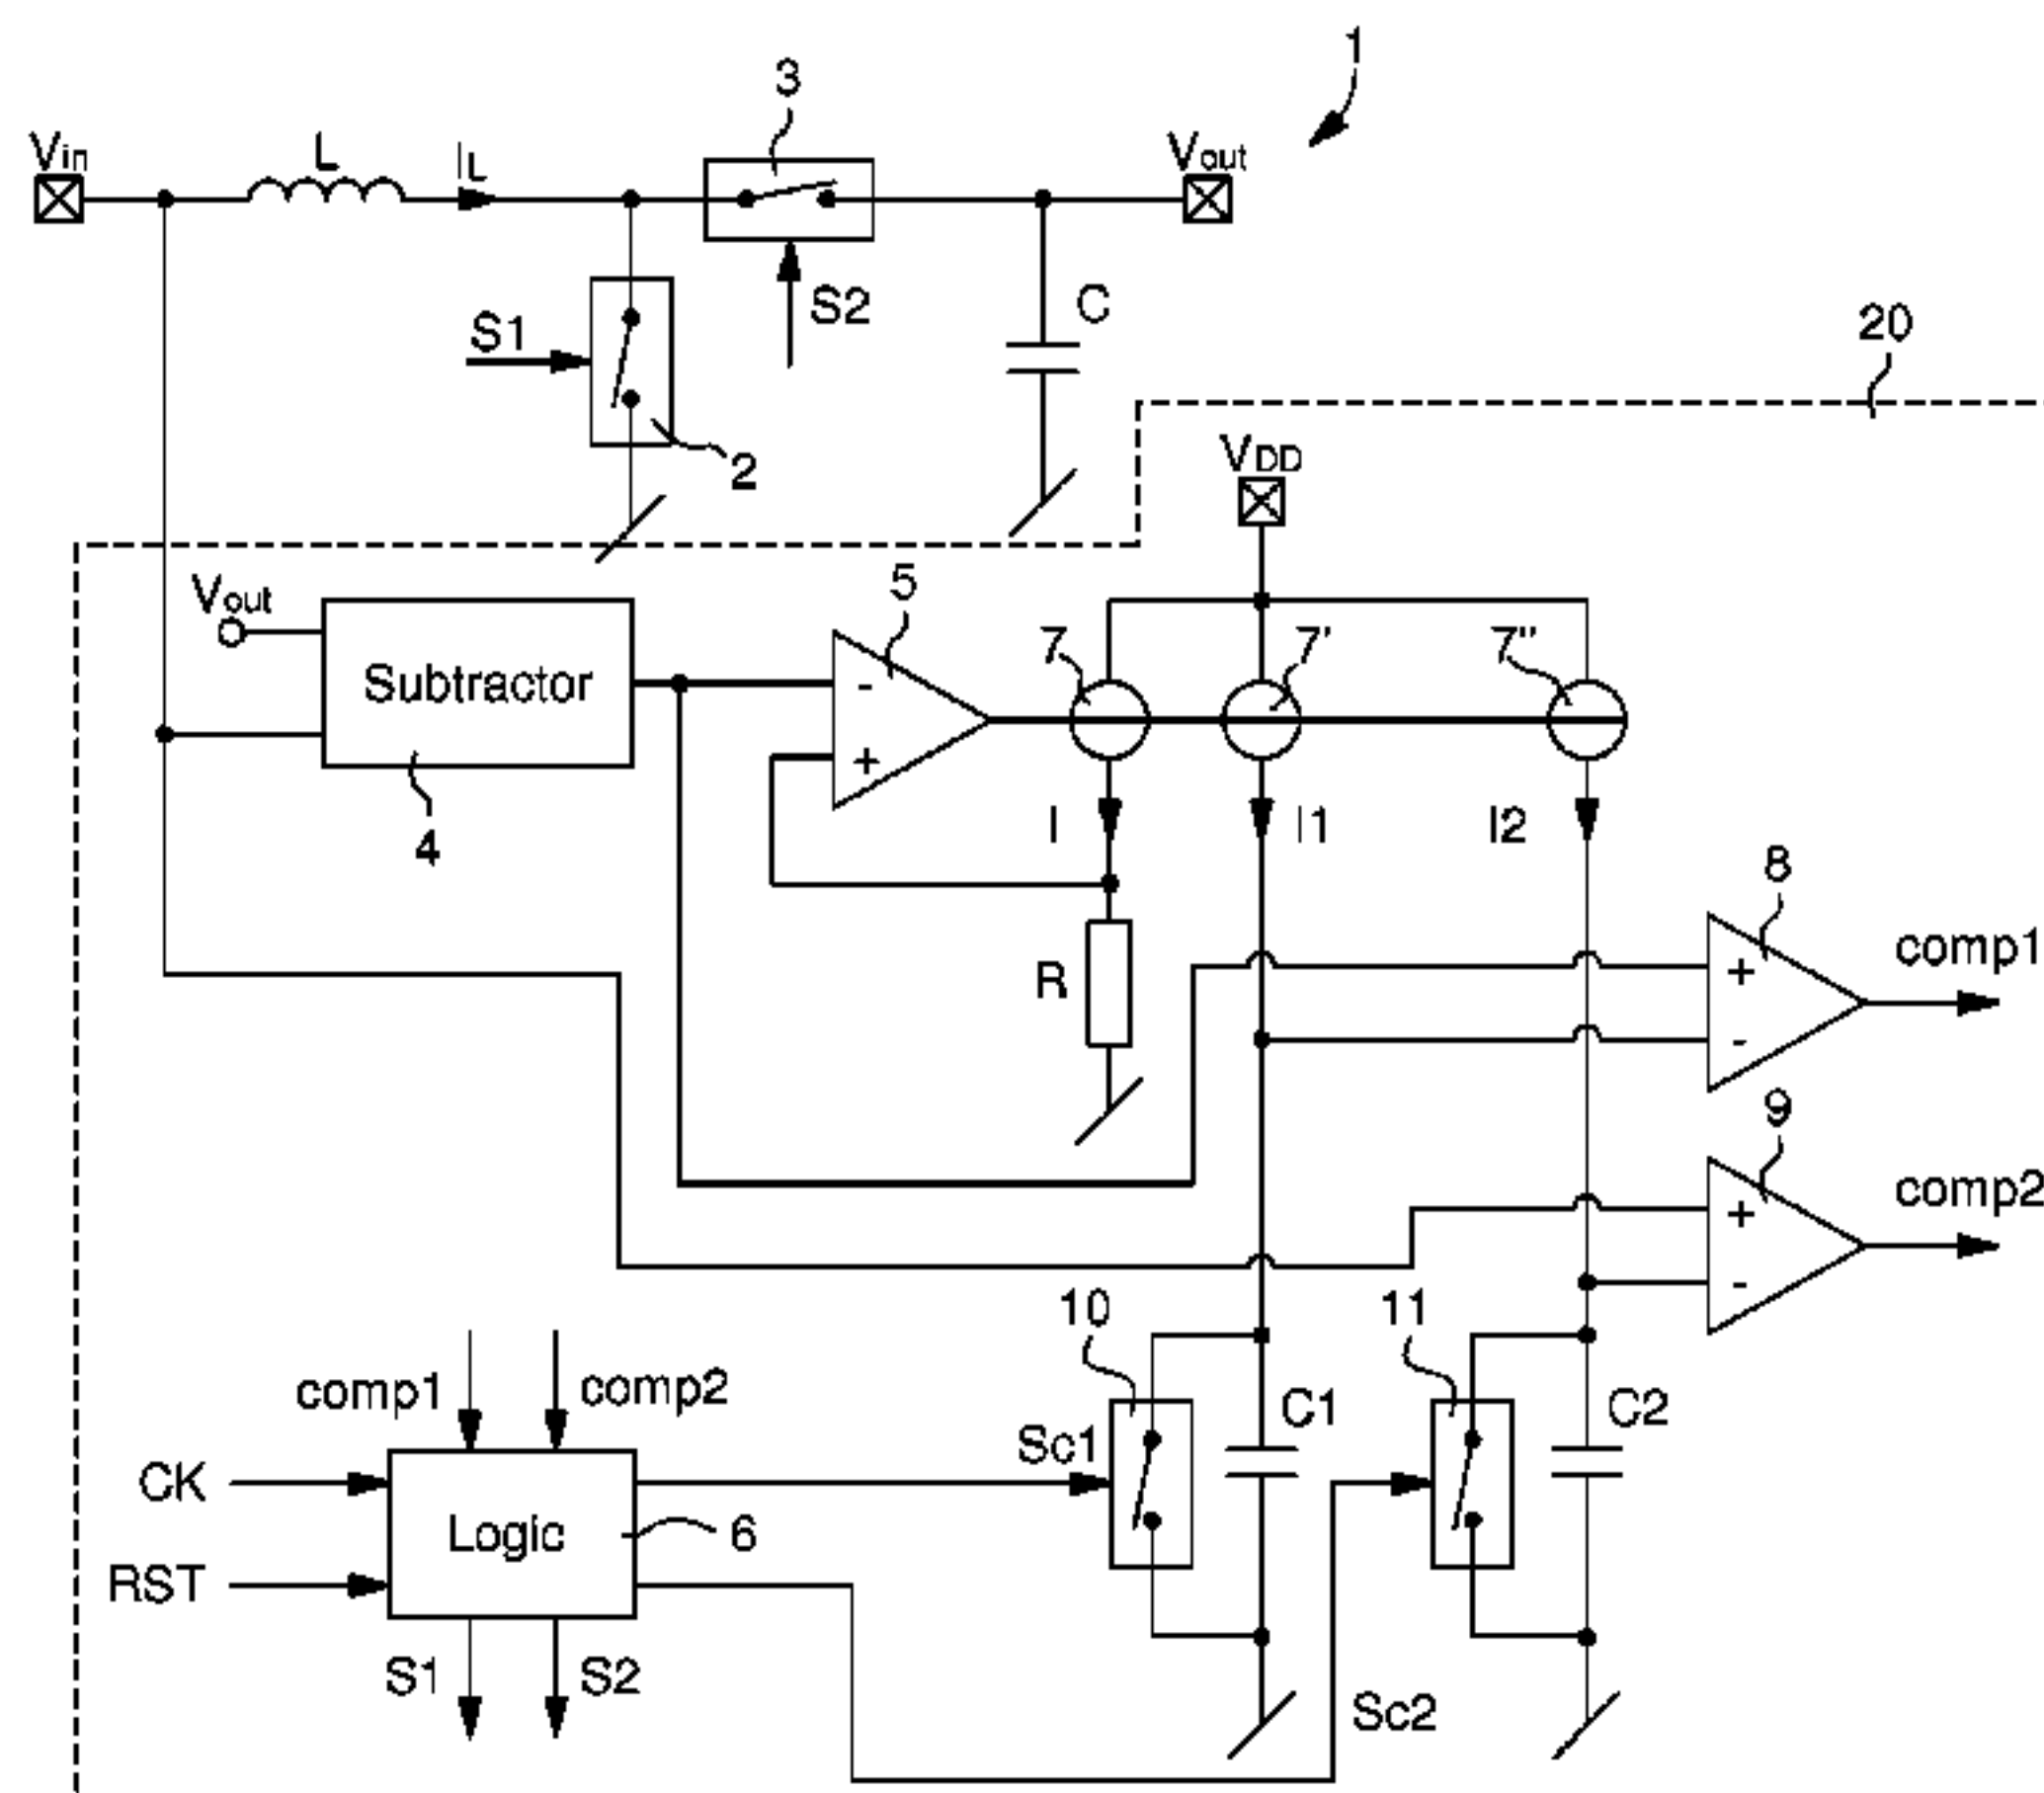 1
3
Vin
L
IL
Vout
S1
S2
C
2
20
VDD
Vout
5
7
7'
7"
Subtractor
-
+
4
I
I1
I2
8
R
+
-
comp1
9
+
-
comp2
10
11
comp1
comp2
Sc1
C1
C2
CK
Logic
6
RST
S1
S2
Sc2